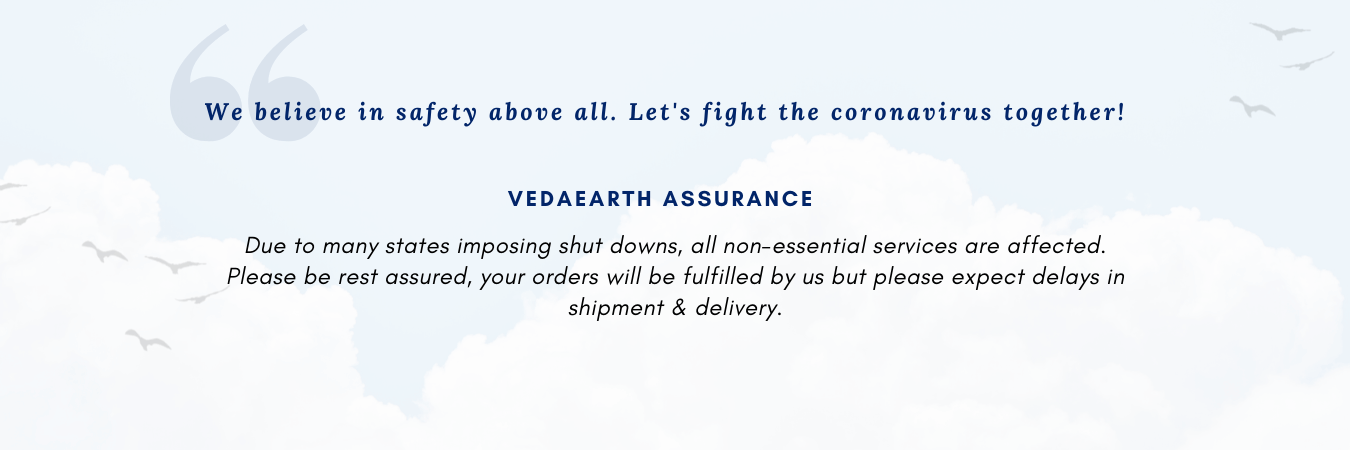 We believe in safety above all. Let's fight the coronavirus together!
VEDAEARTH ASSURANCE
Due to many states imposing shut downs, all non-essential services are affected.
Please be rest assured, your orders will be fulfilled by us but please expect delays in
shipment & delivery.